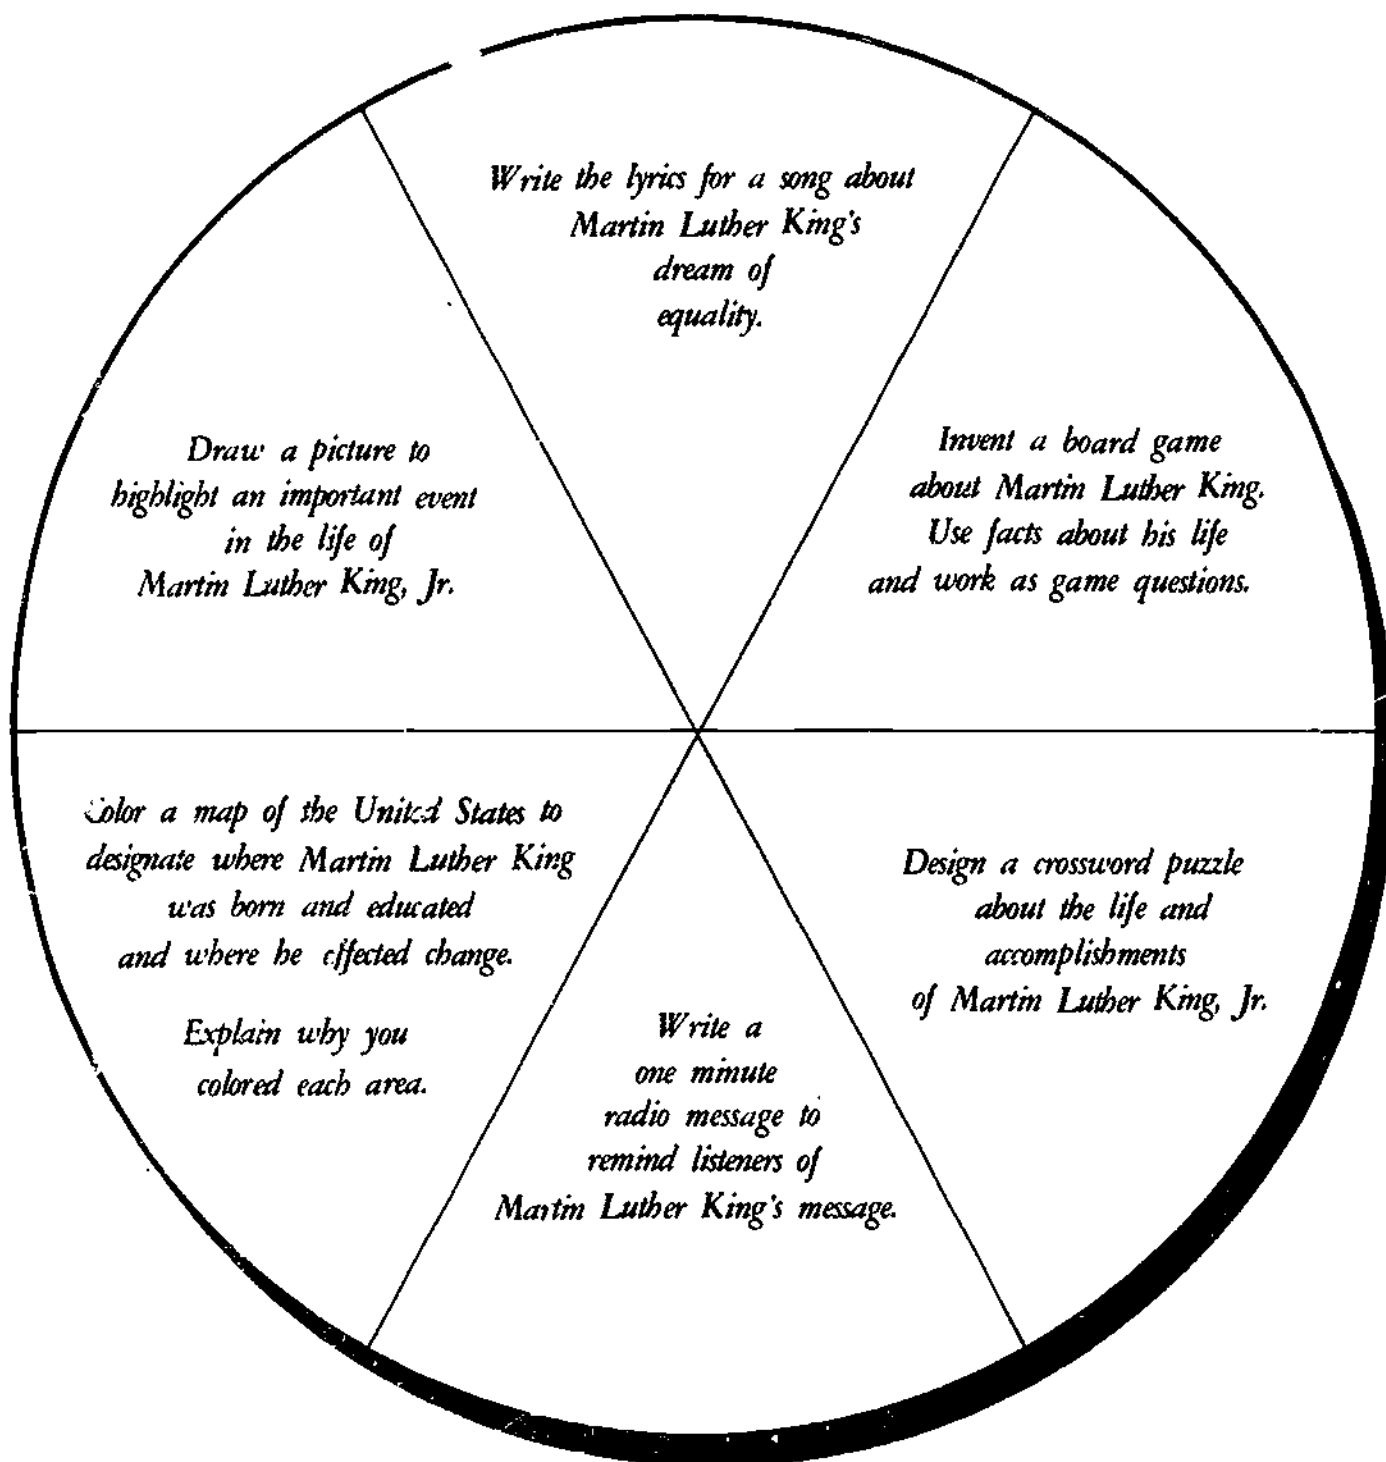 Write the lyrics for a song about
Martin Luther King's
dream of
equality.
Invent a board game
about Martin Luther King.
Use facts about his life
and work as game questions.
Design a crossword puzzle
about the life and
accomplishments
of Martin Luther King, Jr.
Write a
one minute
radio message to
remind listeners of
Martin Luther King's message.
Color a map of the United States to
designate where Martin Luther King
was born and educated
and where he effected change.
Explain why you
colored each area.
Draw a picture to
highlight an important event
in the life of
Martin Luther King, Jr.